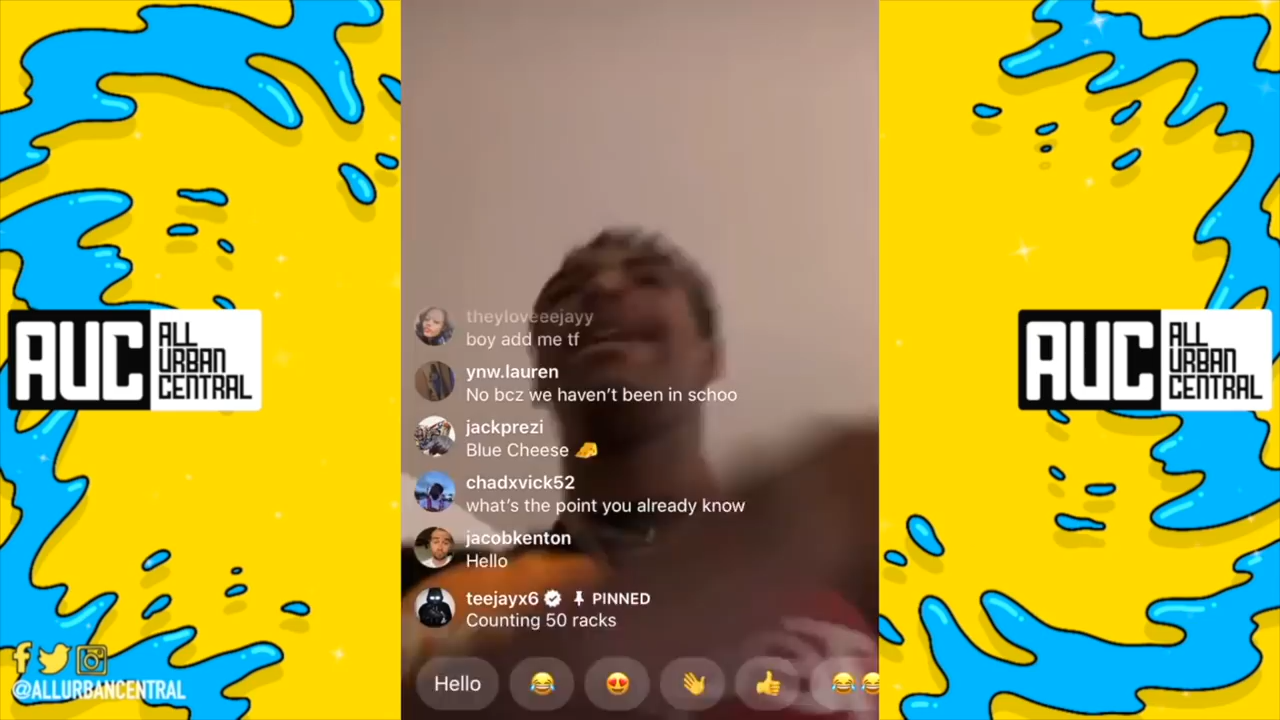 AUC
ALL
URBAN
CENTRAL
@ALLURBANCENTRAL
theyloveeejayy
boy add me tf
ynw.lauren
No bcz we haven't been in schoo
jackprezi
Blue Cheese 🧀
chadxvick52
what's the point you already know
jacobkenton
Hello
teejayx6 PINNED
Counting 50 racks
Hello 😂 😍 👋 👍 😂😂
AUC
ALL
URBAN
CENTRAL